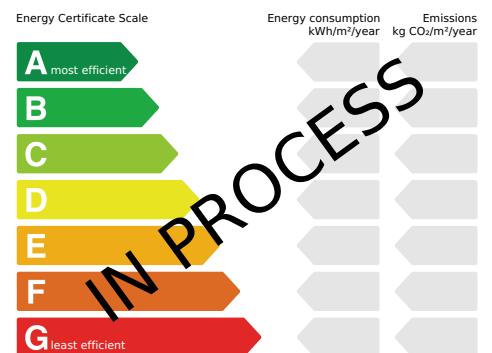 Energy Certificate Scale
Energy consumption
kWh/m²/year
Emissions
kg CO₂/m²/year
A most efficient
B
C
D
E
F
G least efficient
IN PROCESS